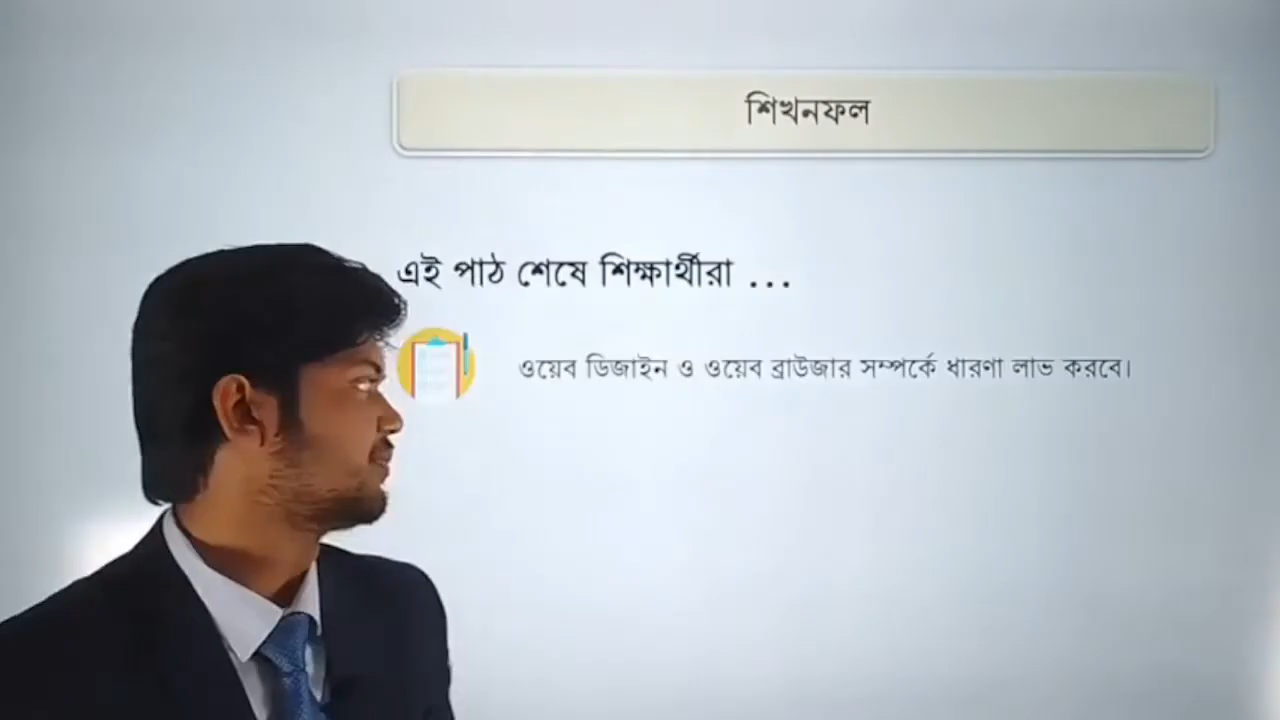 শিখনফল
এই পাঠ শেষে শিক্ষার্থীরা ...
ওয়েব ডিজাইন ও ওয়েব ব্রাউজার সম্পর্কে ধারণা লাভ করবে।